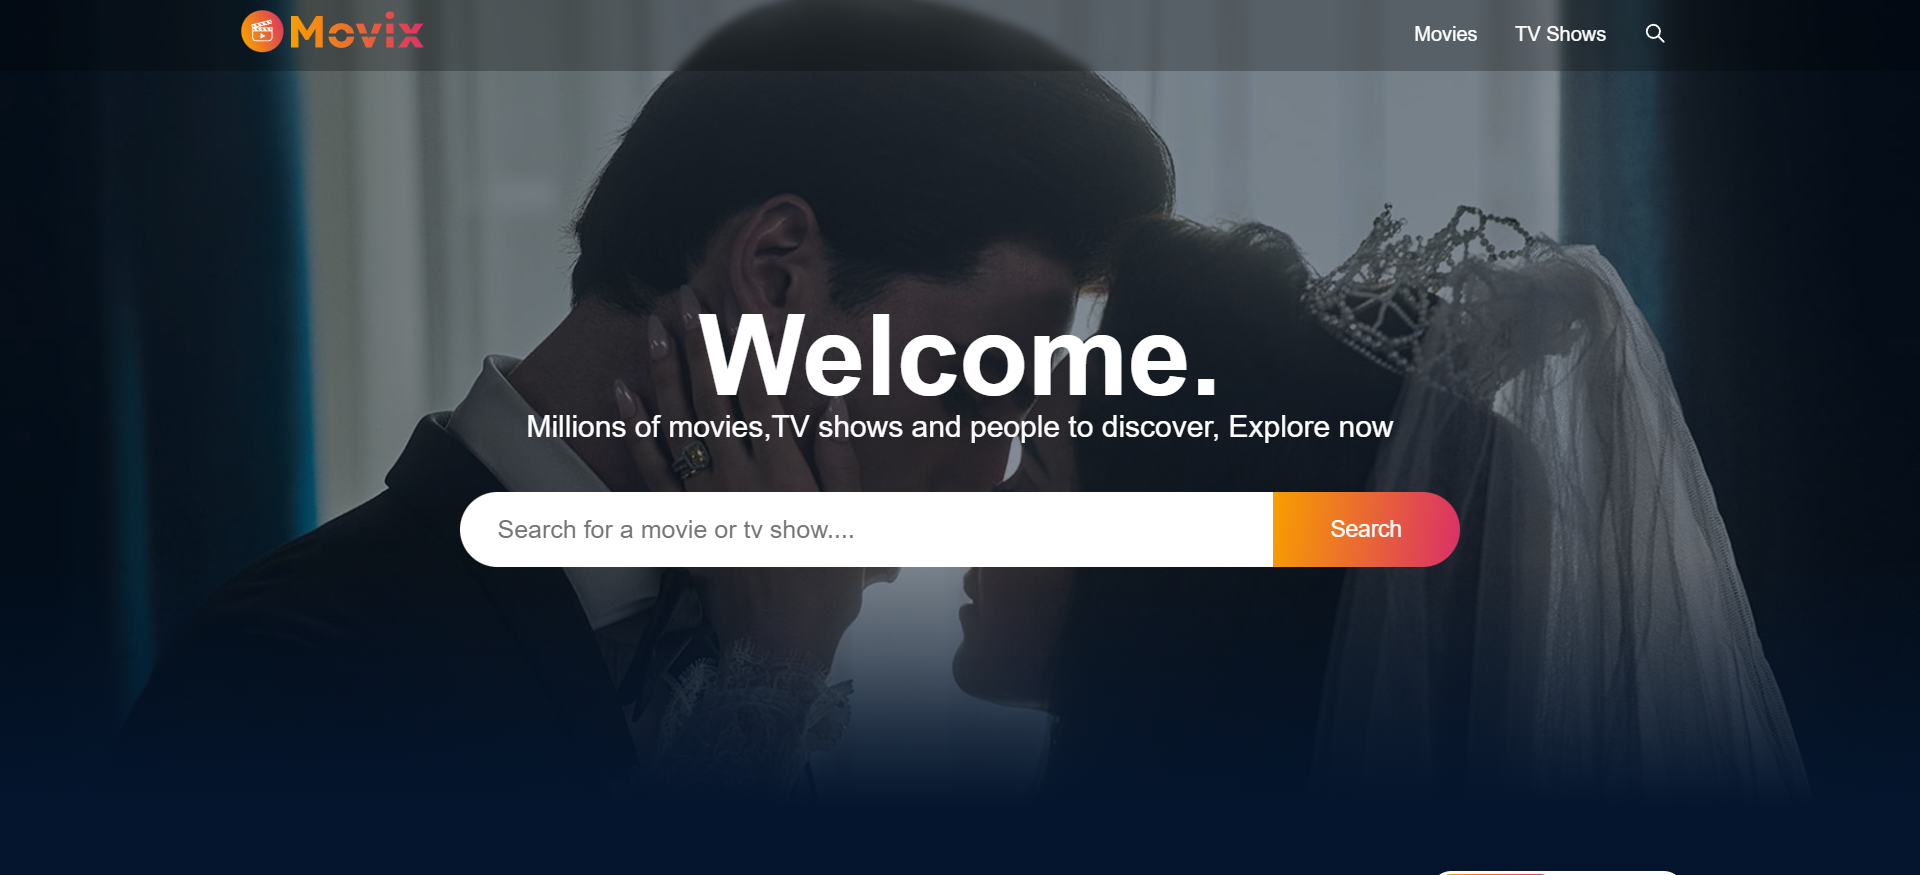 Movix
Movies
TV Shows
Welcome.
Millions of movies,TV shows and people to discover, Explore now
Search for a movie or tv show....
Search